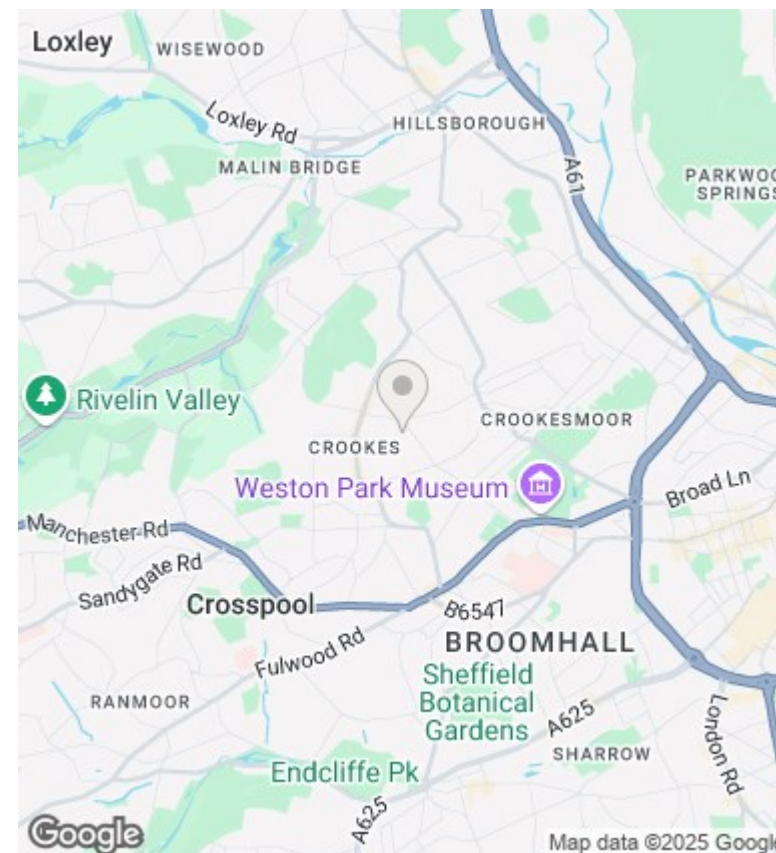 Loxley
WISEWOOD
Loxley Rd
HILLSBOROUGH
MALIN BRIDGE
A61
PARKWOO
SPRINGS
Rivelin Valley
CROOKESMOOR
CROOKES
Weston Park Museum
Broad Ln
Manchester Rd
Sandygate Rd
Crosspool
B6547
Fulwood Rd
BROOMHALL
Sheffield
Botanical
Gardens
RANMOOR
A625
London Rd
SHARROW
Endcliffe Pk
A625
Google
Map data ©2025 Google